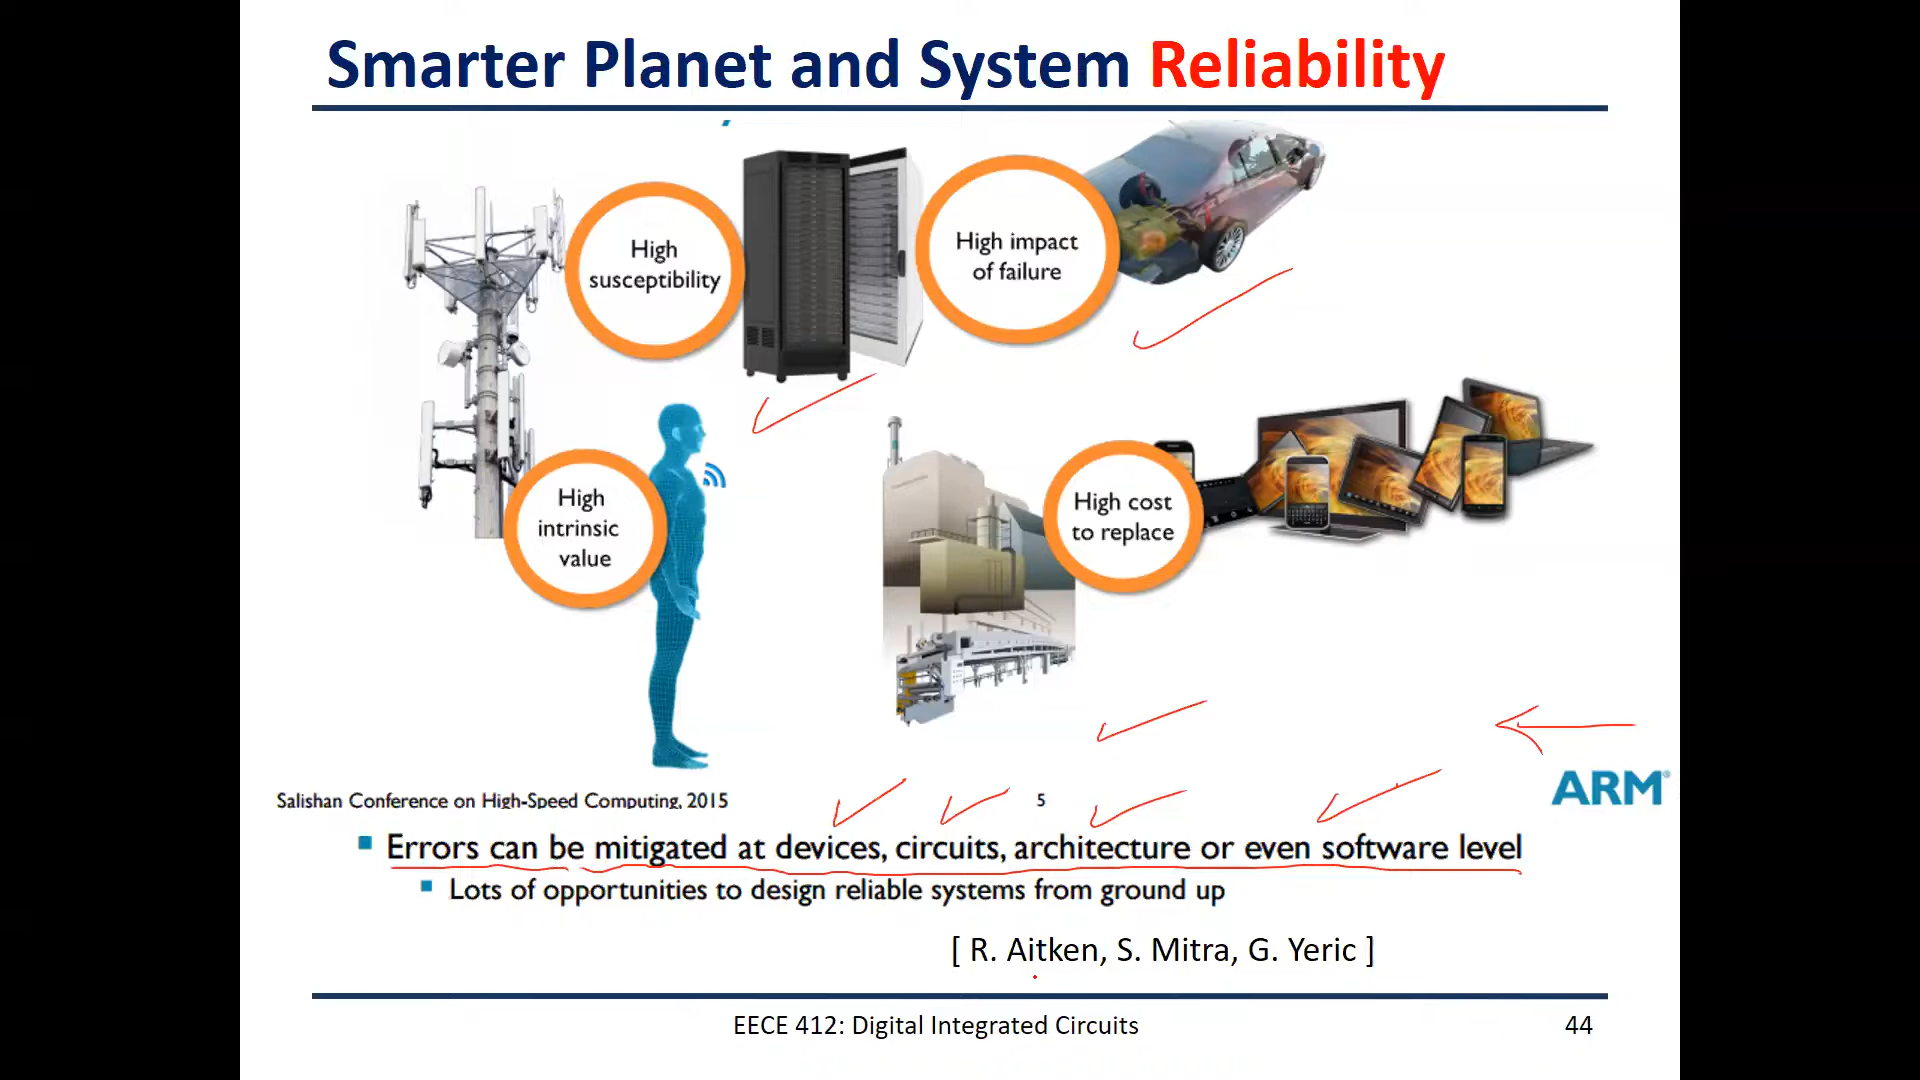 Smarter Planet and System Reliability
High
susceptibility
High impact
of failure
High
intrinsic
value
High cost
to replace
ARM®
Salishan Conference on High-Speed Computing, 2015
5
Errors can be mitigated at devices, circuits, architecture or even software level
Lots of opportunities to design reliable systems from ground up
[ R. Aitken, S. Mitra, G. Yeric ]
EECE 412: Digital Integrated Circuits
44